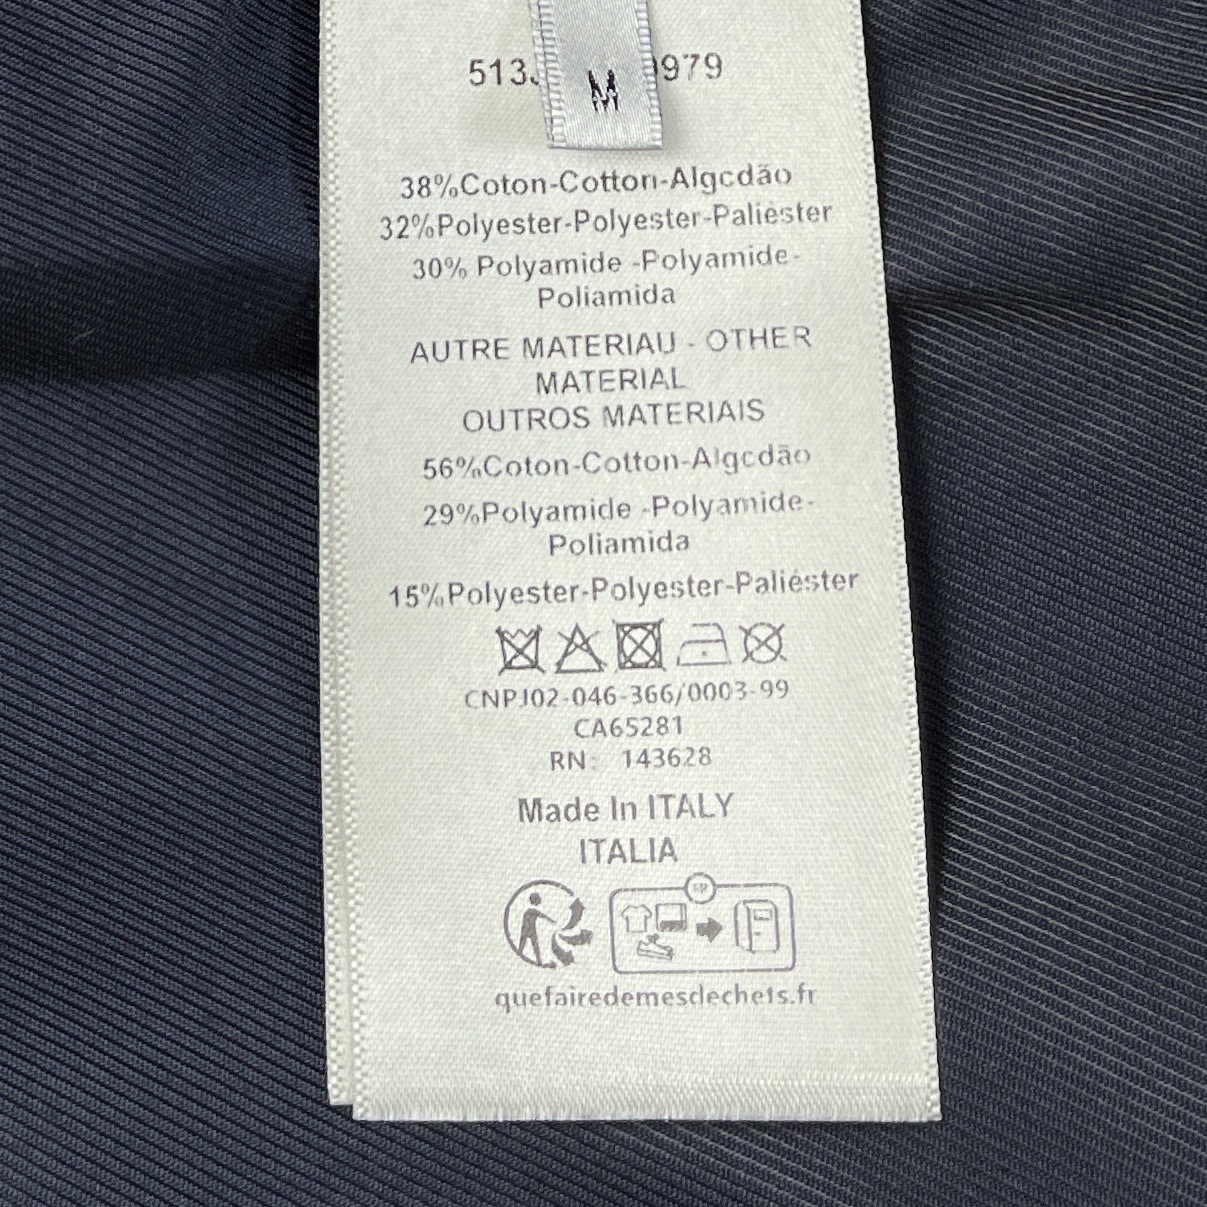 513
M
979
38%Coton-Cotton-Algcdão
32%Polyester-Polyester-Paliéster
30% Polyamide -Polyamide-
Poliamida
AUTRE MATERIAU - OTHER
MATERIAL
OUTROS MATERIAIS
56%Coton-Cotton-Algcdão
29%Polyamide -Polyamide-
Poliamida
15%Polyester-Polyester-Paliéster
CNPJ02-046-366/0003-99
CA65281
RN: 143628
Made In ITALY
ITALIA
quefairedemesdechets.fr